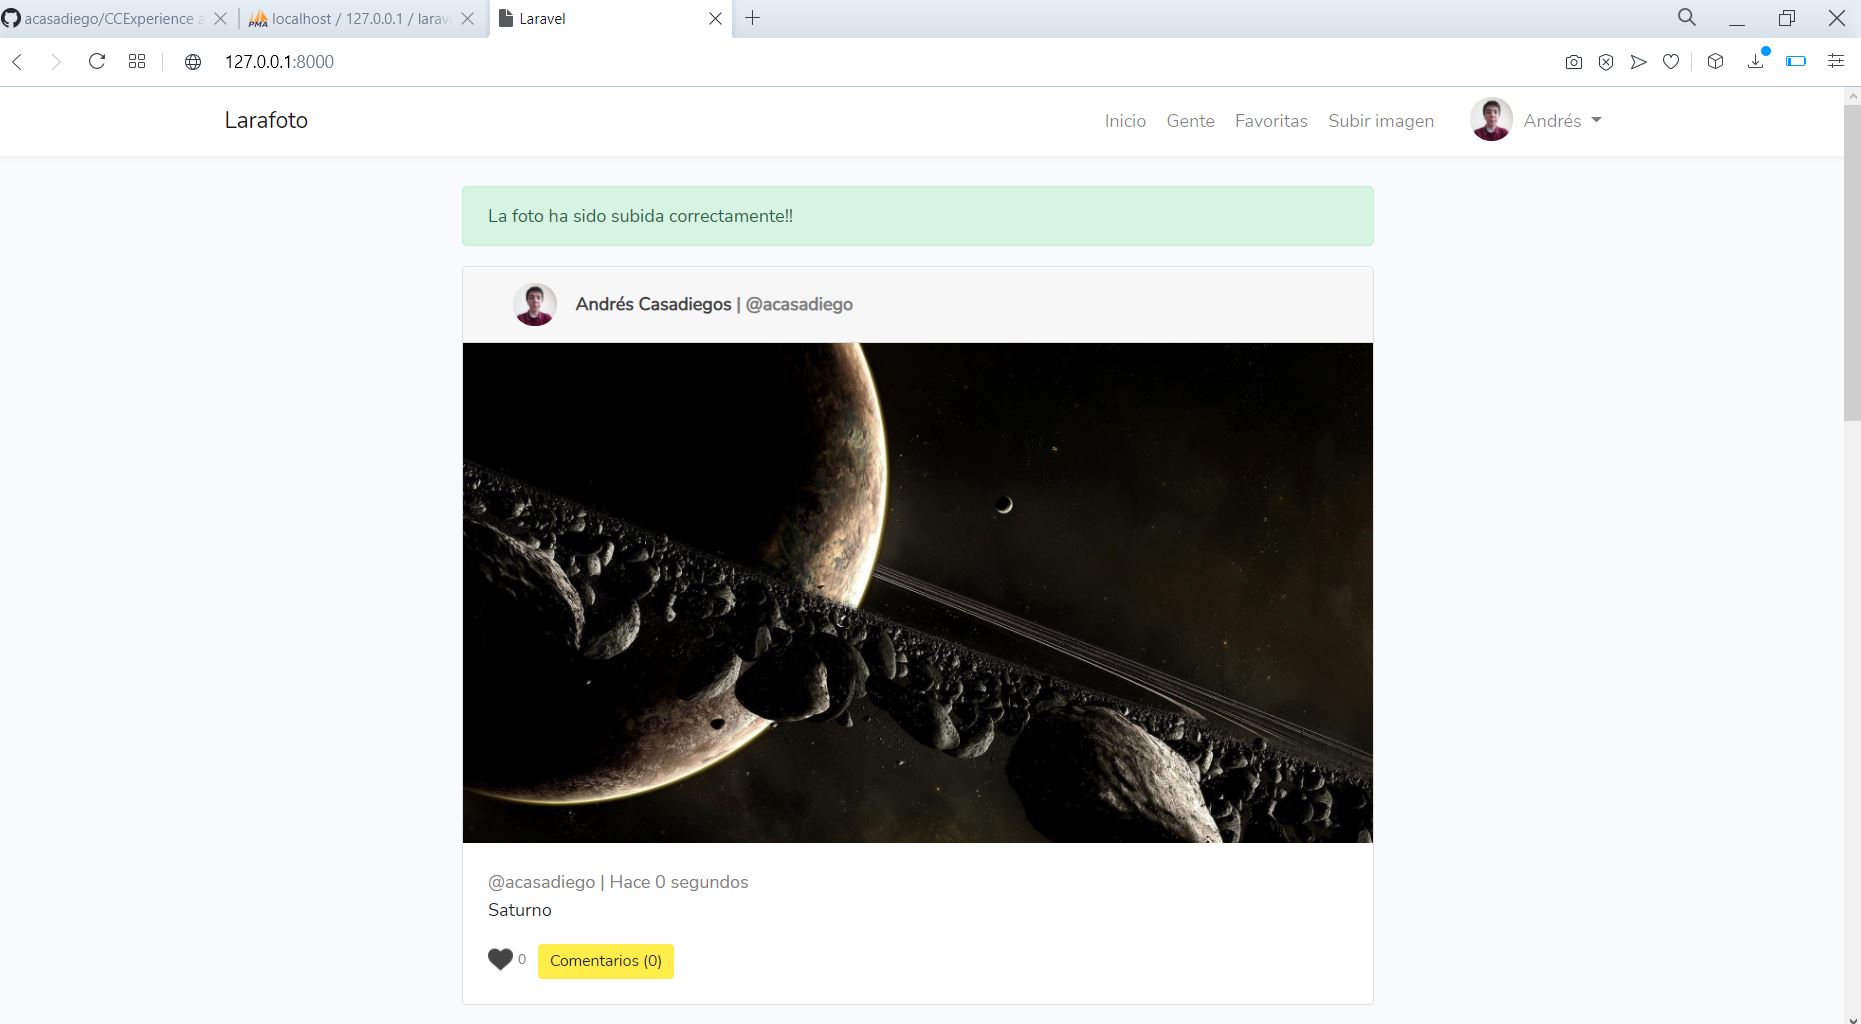 acasadiego/CCExperience a
localhost / 127.0.0.1 / larav
Laravel
127.0.0.1:8000
Larafoto
Inicio Gente Favoritas Subir imagen Andrés
La foto ha sido subida correctamente!!
Andrés Casadiegos | @acasadiego
@acasadiego | Hace 0 segundos
Saturno
0 Comentarios (0)